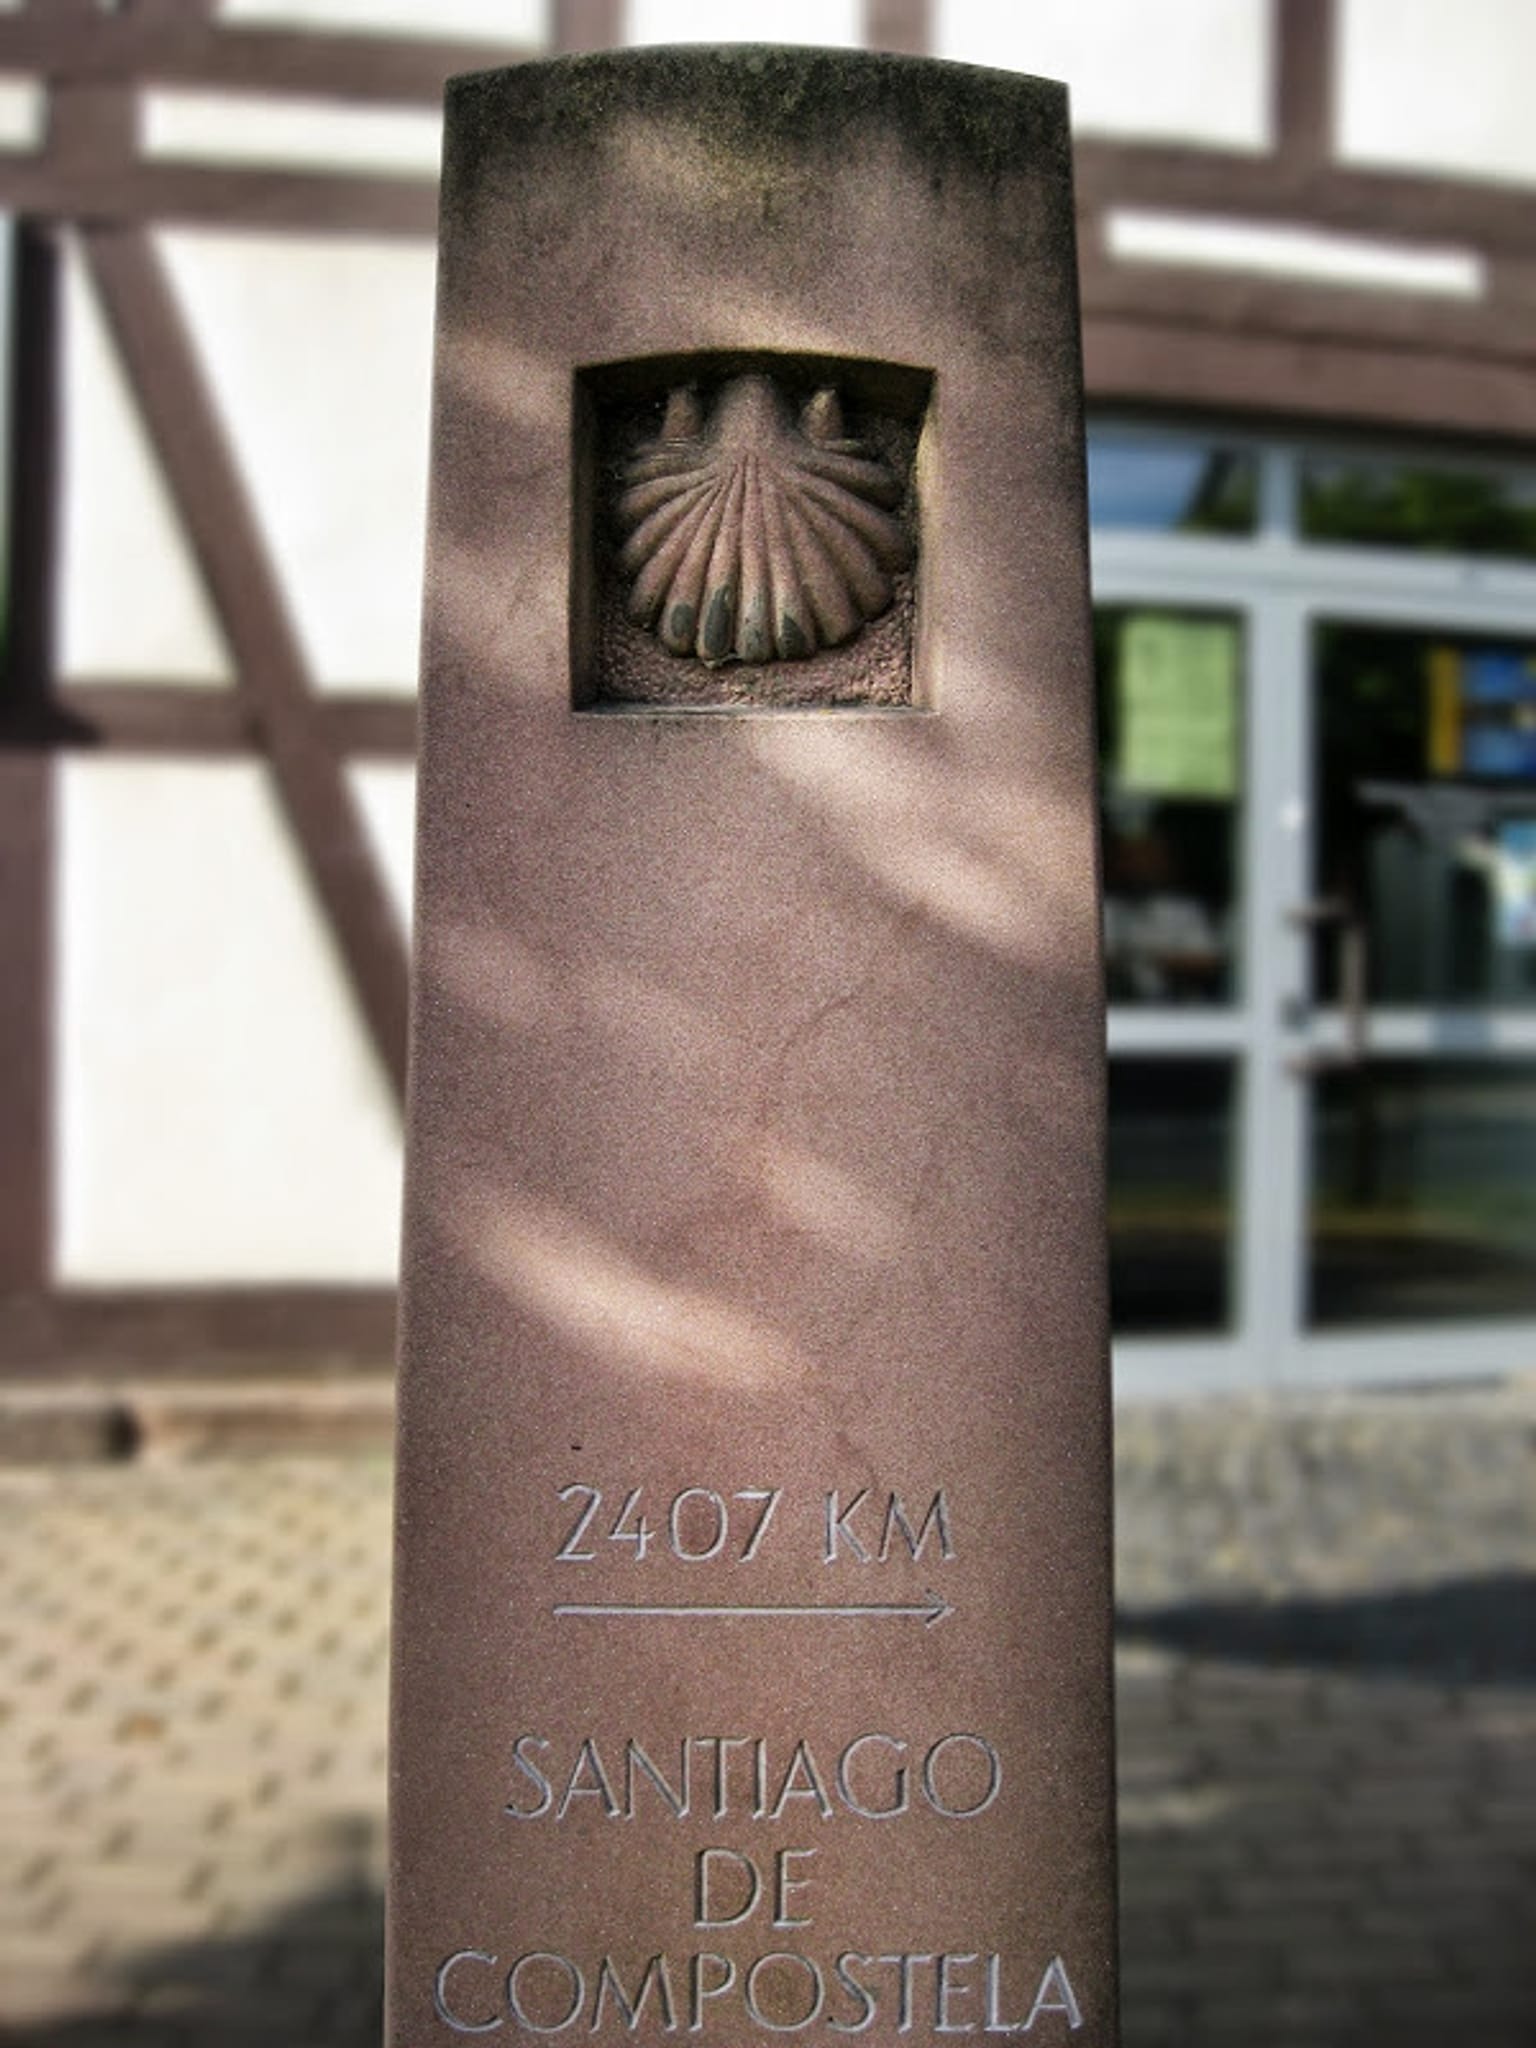 2407 KM
SANTIAGO
DE
COMPOSTELA